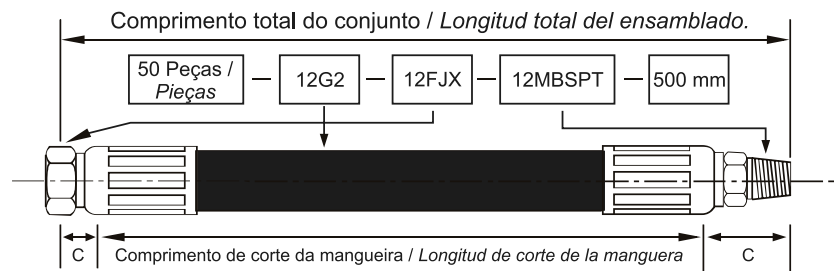 Comprimento total do conjunto / Longitud total del ensamblado.
50 Peças / Pieças — 12G2 — 12FJX — 12MBSPT — 500 mm
C Comprimento de corte da mangueira / Longitud de corte de la manguera C